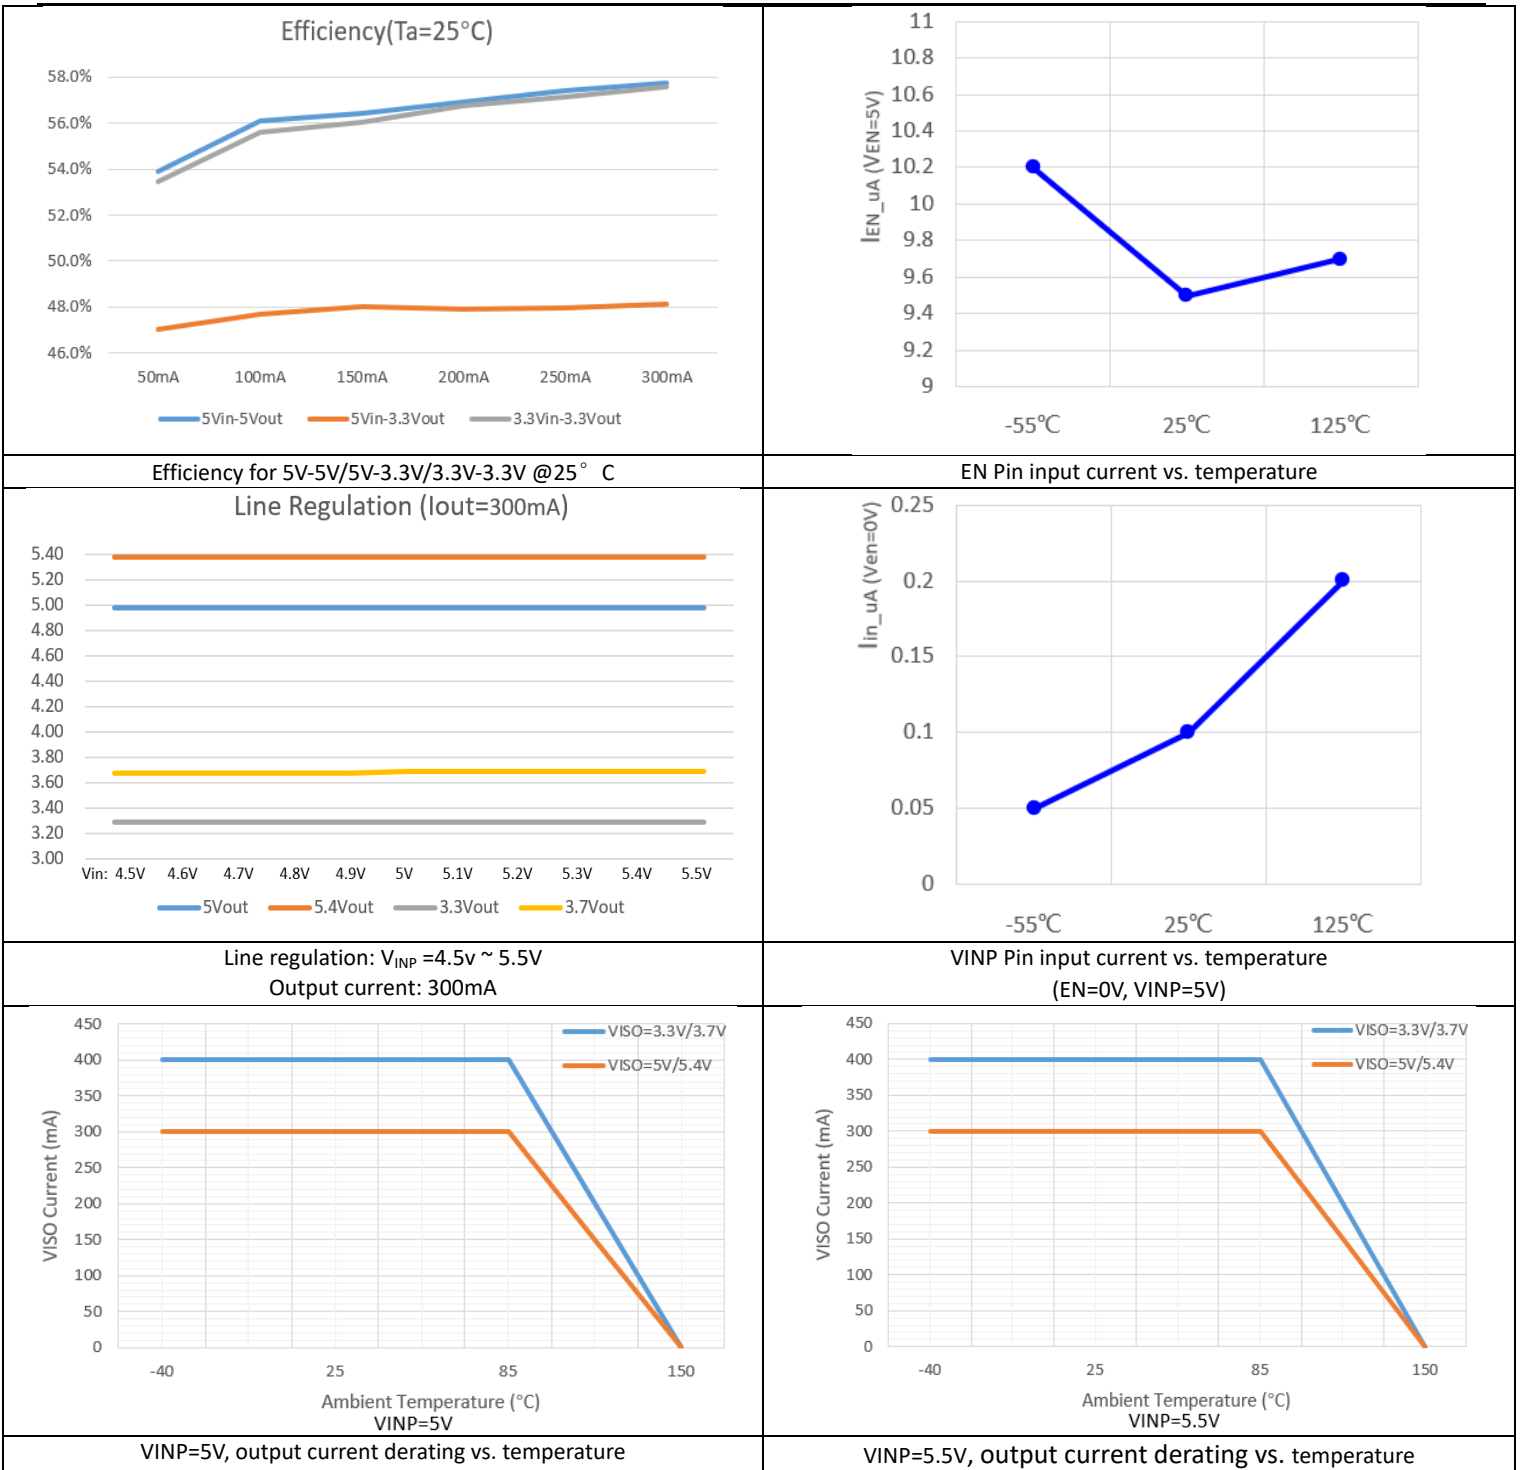 Efficiency(Ta=25°C)
58.0%
56.0%
54.0%
52.0%
50.0%
48.0%
46.0%
50mA 100mA 150mA 200mA 250mA 300mA
5Vin-5Vout 5Vin-3.3Vout 3.3Vin-3.3Vout
Efficiency for 5V-5V/5V-3.3V/3.3V-3.3V @25° C
IEN_uA (VEN=5V)
11
10.8
10.6
10.4
10.2
10
9.8
9.6
9.4
9.2
9
-55℃ 25℃ 125℃
EN Pin input current vs. temperature
Line Regulation (Iout=300mA)
5.40
5.20
5.00
4.80
4.60
4.40
4.20
4.00
3.80
3.60
3.40
3.20
3.00
Vin: 4.5V 4.6V 4.7V 4.8V 4.9V 5V 5.1V 5.2V 5.3V 5.4V 5.5V
5Vout 5.4Vout 3.3Vout 3.7Vout
Line regulation: VINP =4.5v ~ 5.5V
Output current: 300mA
Iin_uA (Ven=0V)
0.25
0.2
0.15
0.1
0.05
0
-55℃ 25℃ 125℃
VINP Pin input current vs. temperature
(EN=0V, VINP=5V)
VISO Current (mA)
450
400
350
300
250
200
150
100
50
0
VISO=3.3V/3.7V
VISO=5V/5.4V
-40 25 85 150
Ambient Temperature (°C)
VINP=5V
VINP=5V, output current derating vs. temperature
VISO Current (mA)
450
400
350
300
250
200
150
100
50
0
VISO=3.3V/3.7V
VISO=5V/5.4V
-40 25 85 150
Ambient Temperature (°C)
VINP=5.5V
VINP=5.5V, output current derating vs. temperature